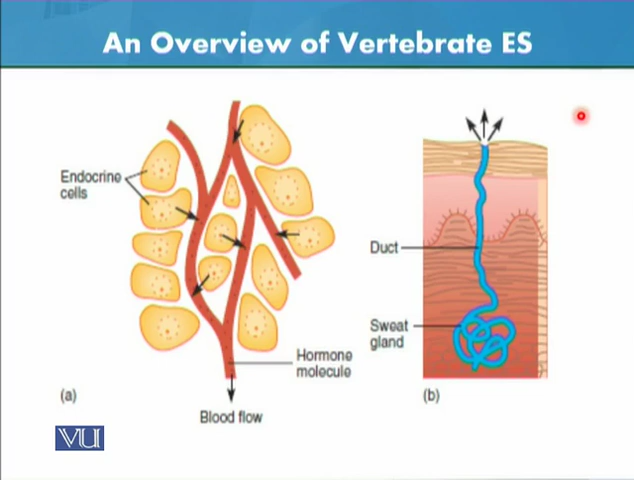 An Overview of Vertebrate ES
Endocrine
cells
Hormone
molecule
(a)
Blood flow
Duct
Sweat
gland
(b)
VU